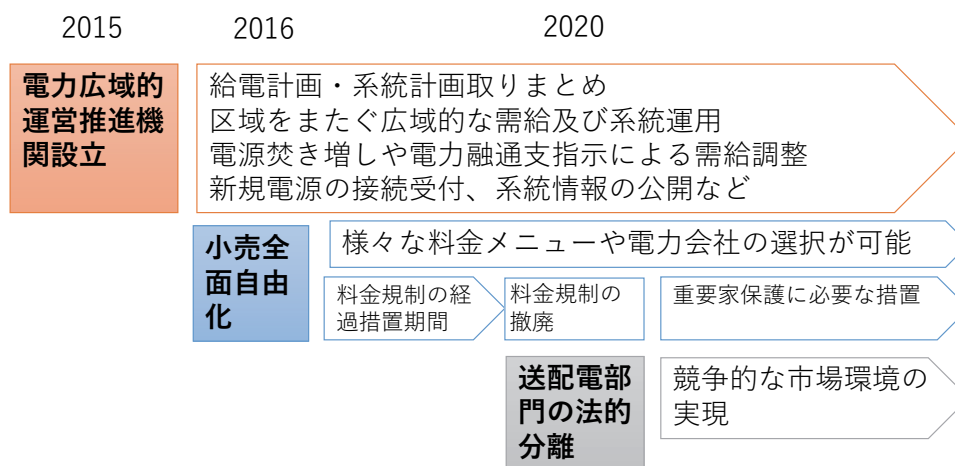 2015
2016
2020
電力広域的
運営推進機
関設立
給電計画・系統計画取りまとめ
区域をまたぐ広域的な需給及び系統運用
電源焚き増しや電力融通支指示による需給調整
新規電源の接続受付、系統情報の公開など
小売全
面自由
化
様々な料金メニューや電力会社の選択が可能
料金規制の経
過措置期間
料金規制の
撤廃
重要家保護に必要な措置
送配電部
門の法的
分離
競争的な市場環境の
実現